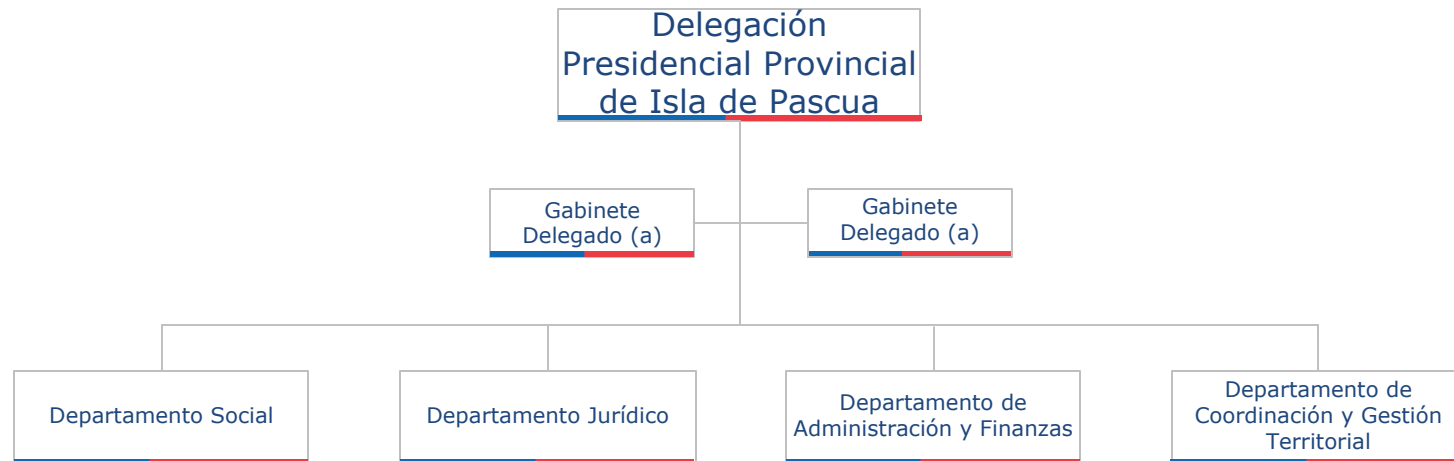 Delegación
Presidencial Provincial
de Isla de Pascua
Gabinete
Delegado (a)
Gabinete
Delegado (a)
Departamento Social
Departamento Jurídico
Departamento de
Administración y Finanzas
Departamento de
Coordinación y Gestión
Territorial